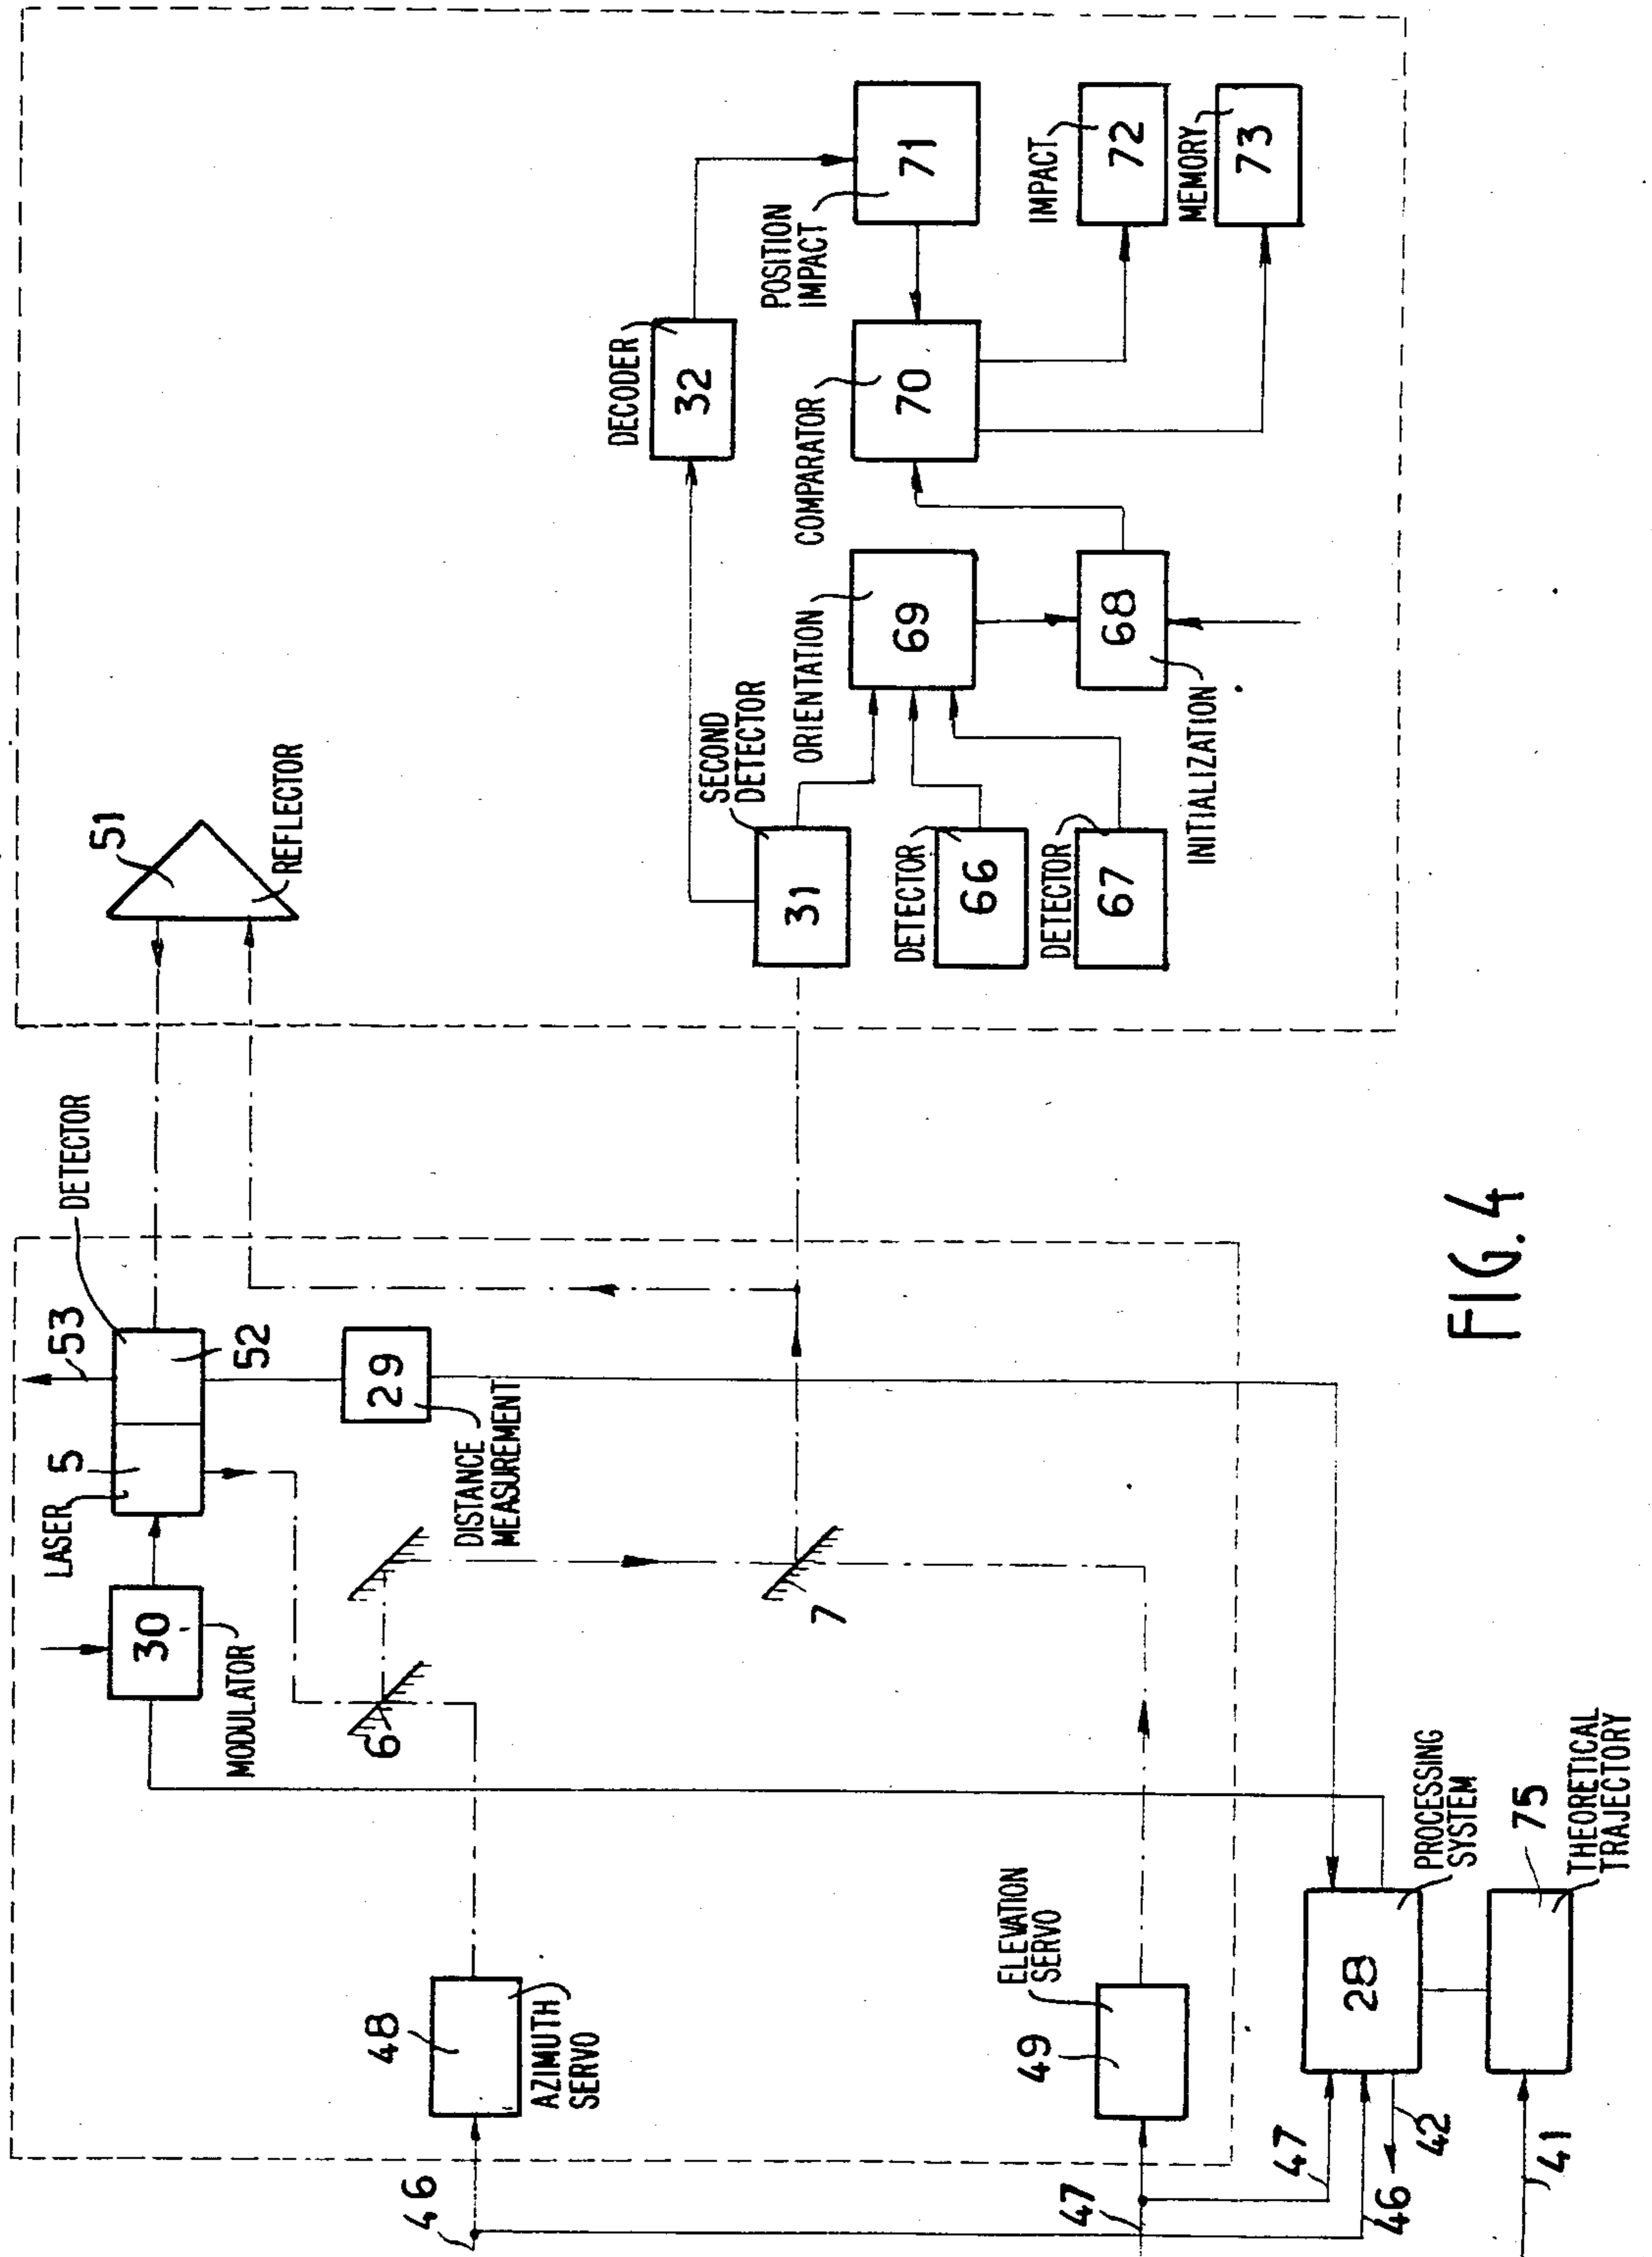 46
48
AZIMUTH
SERVO
47
49
ELEVATION
SERVO
47
46
42
41
28
PROCESSING
SYSTEM
75
THEORETICAL
TRAJECTORY
30
MODULATOR
LASER
5
53
DETECTOR
52
29
DISTANCE
MEASUREMENT
6
7
51
REFLECTOR
SECOND
DETECTOR
31
DETECTOR
66
DETECTOR
67
ORIENTATION
69
68
INITIALIZATION
DECODER
32
COMPARATOR
70
POSITION
IMPACT
71
IMPACT
72
MEMORY
73
FIG. 4